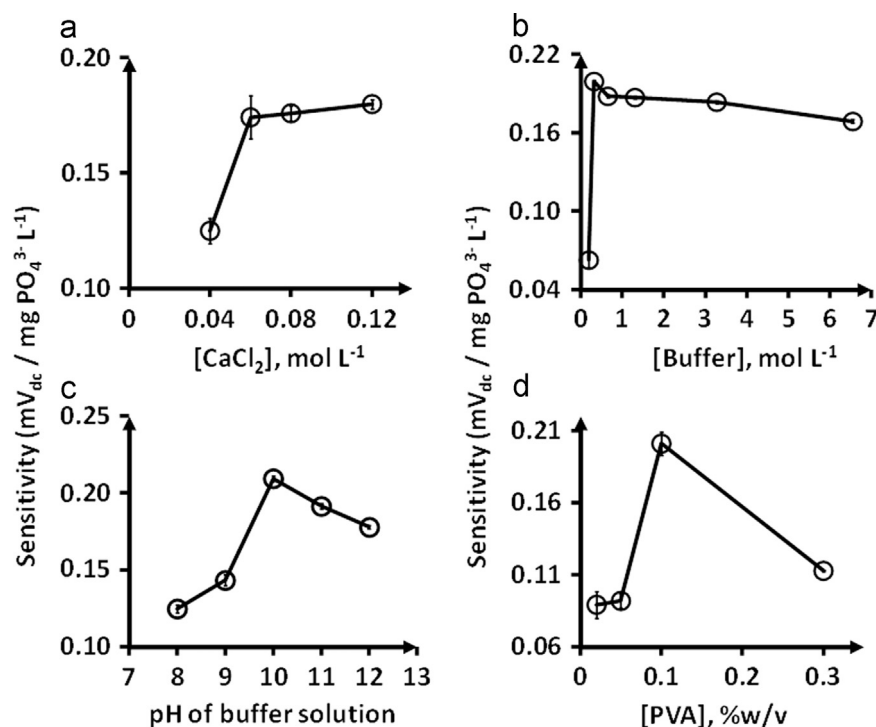 a
Sensitivity (mV_dc / mg PO₄³⁻ L⁻¹)
0.20
0.15
0.10
0 0.04 0.08 0.12
[CaCl₂], mol L⁻¹
b
Sensitivity (mV_dc / mg PO₄³⁻ L⁻¹)
0.22
0.16
0.10
0.04
0 1 2 3 4 5 6 7
[Buffer], mol L⁻¹
c
0.25
0.20
0.15
0.10
7 8 9 10 11 12 13
pH of buffer solution
d
0.21
0.16
0.11
0.06
0 0.1 0.2 0.3
[PVA], %w/v